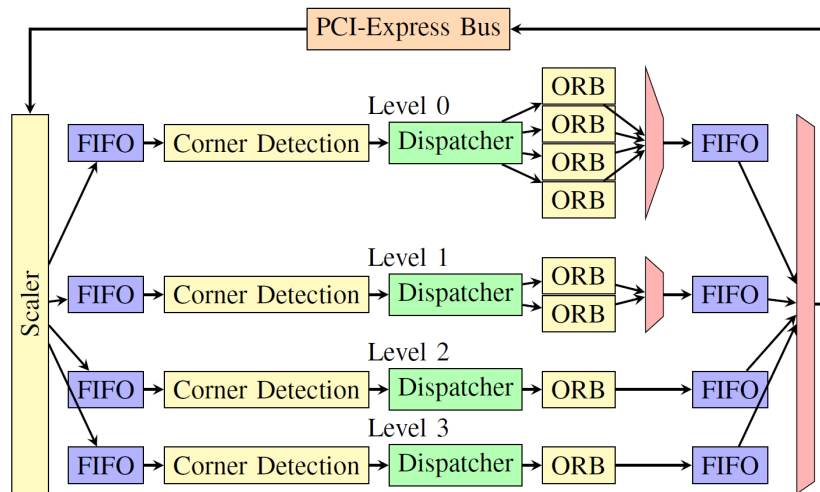 PCI-Express Bus
Scaler
Level 0
FIFO
Corner Detection
Dispatcher
ORB
ORB
ORB
ORB
FIFO
Level 1
FIFO
Corner Detection
Dispatcher
ORB
ORB
FIFO
Level 2
FIFO
Corner Detection
Dispatcher
ORB
FIFO
Level 3
FIFO
Corner Detection
Dispatcher
ORB
FIFO